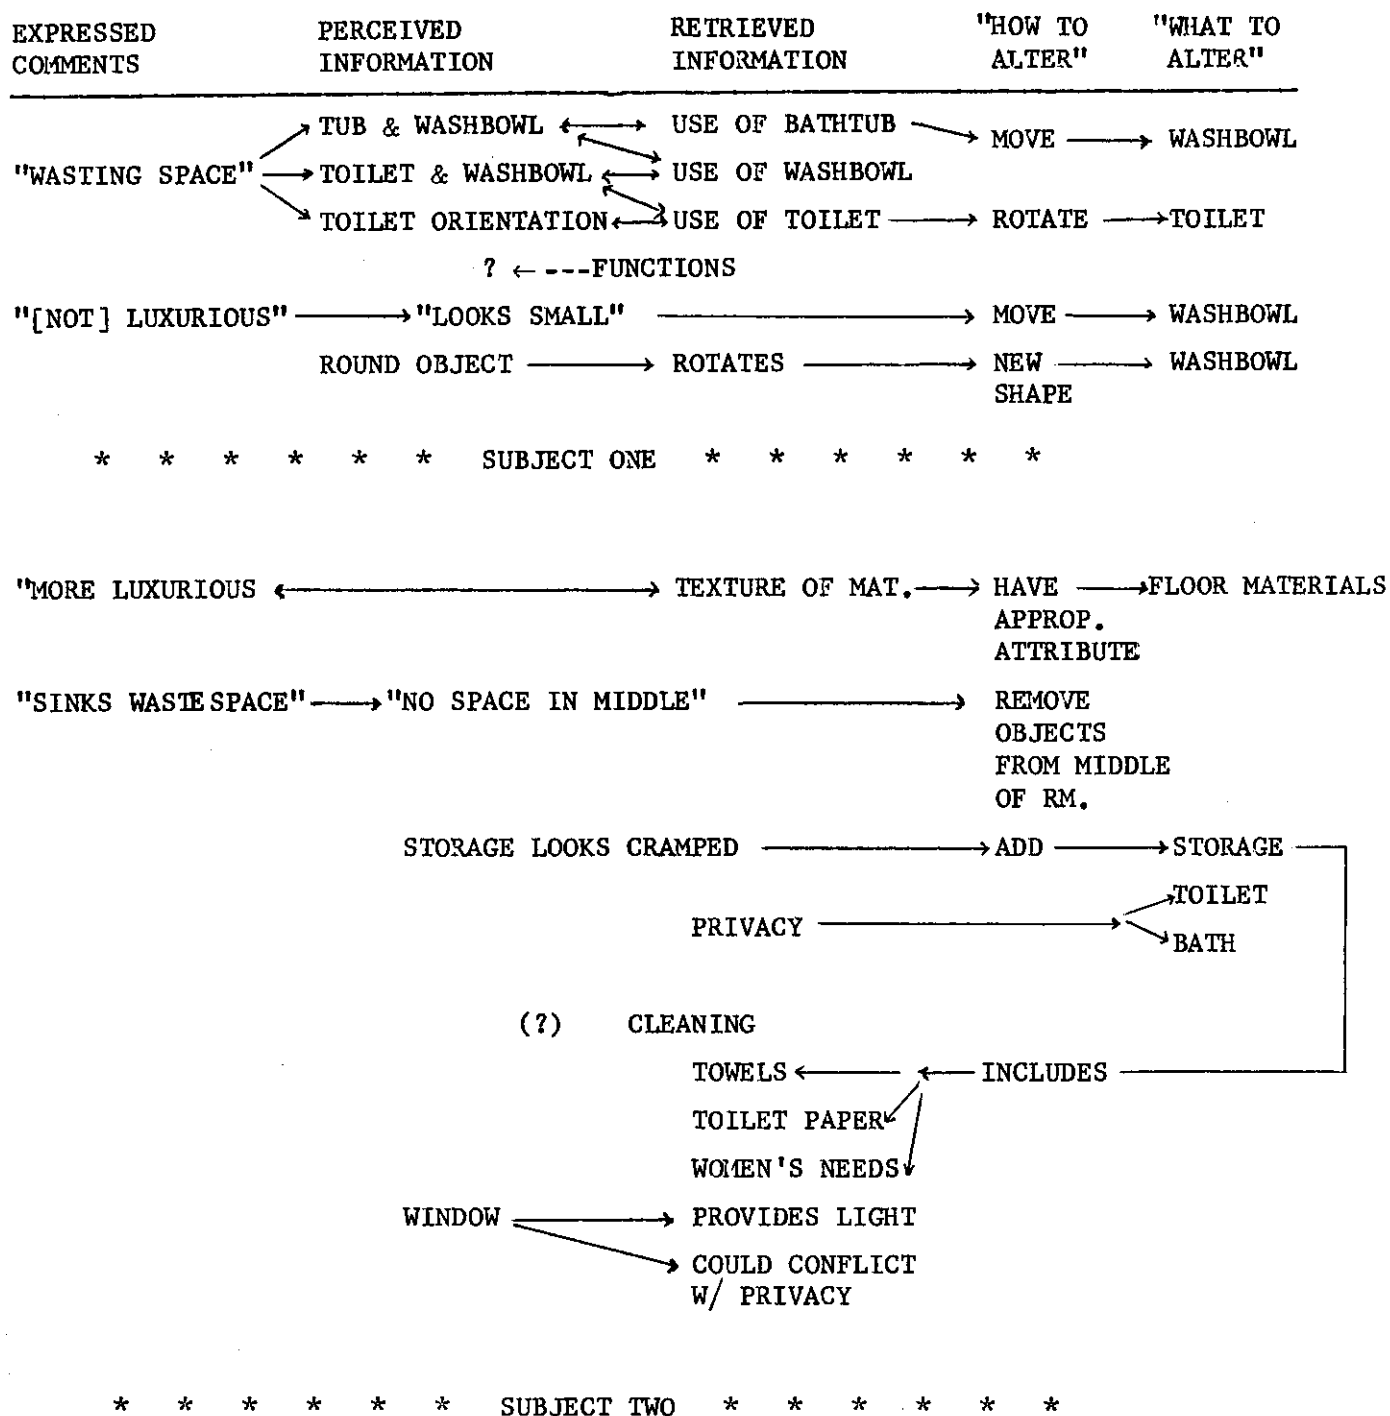 EXPRESSED PERCEIVED RETRIEVED "HOW TO "WHAT TO
COMMENTS INFORMATION INFORMATION ALTER" ALTER"
TUB & WASHBOWL USE OF BATHTUB MOVE WASHBOWL
"WASTING SPACE" TOILET & WASHBOWL USE OF WASHBOWL
TOILET ORIENTATION USE OF TOILET ROTATE TOILET
? ← ---FUNCTIONS
"[NOT] LUXURIOUS" "LOOKS SMALL" MOVE WASHBOWL
ROUND OBJECT ROTATES NEW WASHBOWL
SHAPE
* * * * * * SUBJECT ONE * * * * * *
"MORE LUXURIOUS TEXTURE OF MAT. HAVE FLOOR MATERIALS
APPROP.
ATTRIBUTE
"SINKS WASTE SPACE" "NO SPACE IN MIDDLE" REMOVE
OBJECTS
FROM MIDDLE
OF RM.
STORAGE LOOKS CRAMPED ADD STORAGE
TOILET
PRIVACY
BATH
(?) CLEANING
TOWELS INCLUDES
TOILET PAPER
WOMEN'S NEEDS
WINDOW PROVIDES LIGHT
COULD CONFLICT
W/ PRIVACY
* * * * * * SUBJECT TWO * * * * * *